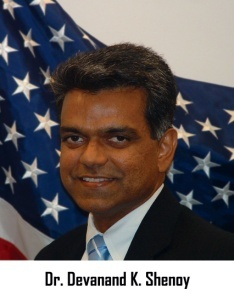 Dr. Devanand K. Shenoy